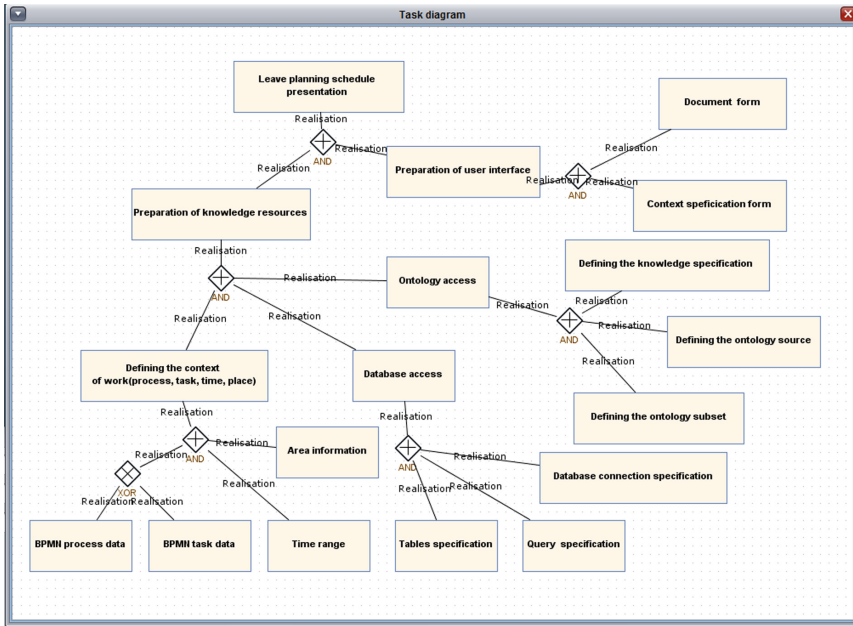 Task diagram
Leave planning schedule
presentation
Document  form
Realisation
Realisation
Realisation
AND
Realisation
Preparation of user interface
Realisation
Realisation
AND
Context speficication form
Preparation of knowledge resources
Realisation
Defining the knowledge specification
Realisation
Ontology access
AND
Realisation
Realisation
Realisation
Realisation
Realisation
AND
Defining the ontology source
Realisation
Defining the context
of work(process, task, time, place)
Database access
Defining the ontology subset
Realisation
Realisation
Area information
Realisation
AND
Realisation
AND
Database connection specification
Realisation
Realisation
Realisation
Realisation
XOR
Realisation
Realisation
BPMN process data
BPMN task data
Time range
Tables specification
Query  specification